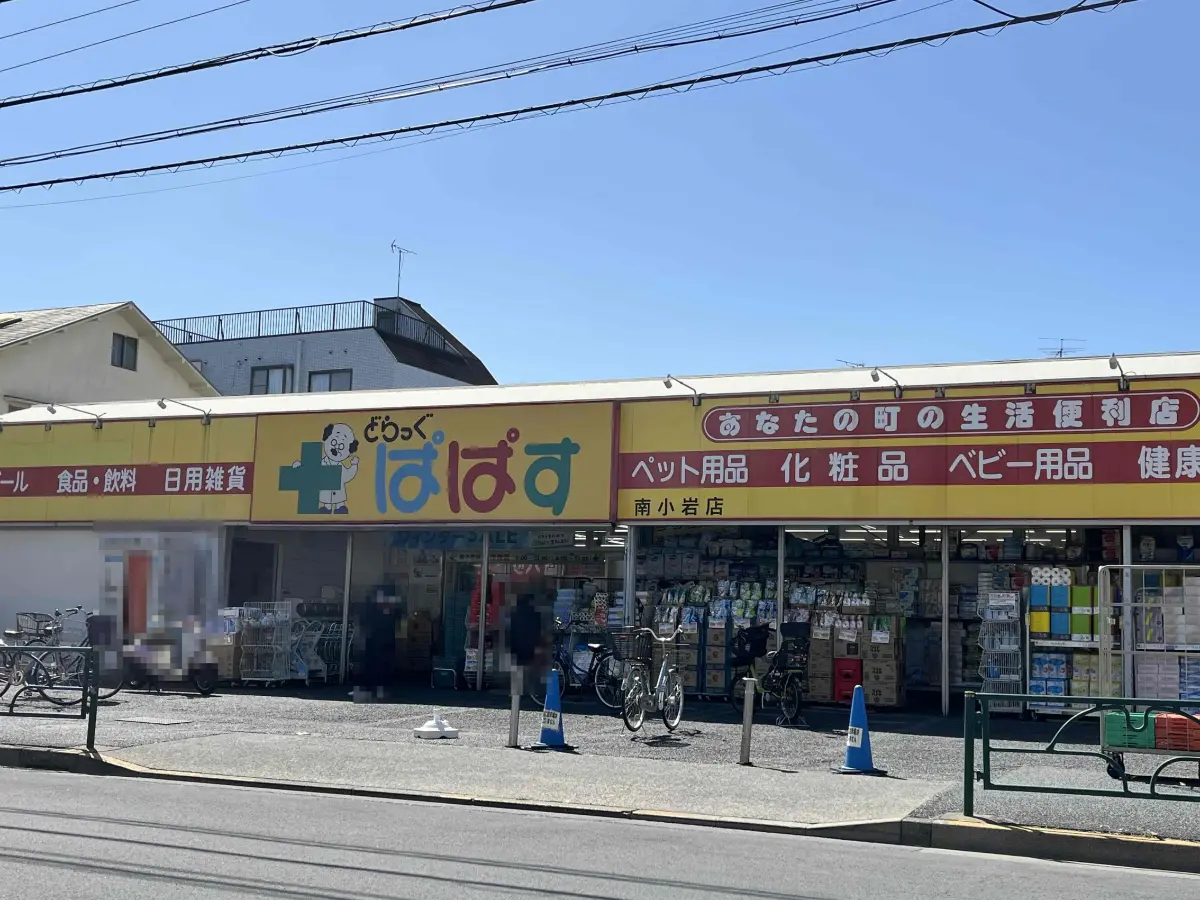 ール 食品・飲料 日用雑貨
どらっぐ
ぱぱす
あなたの町の生活便利店
ペット用品 化粧品 ベビー用品 健康
南小岩店
SALE